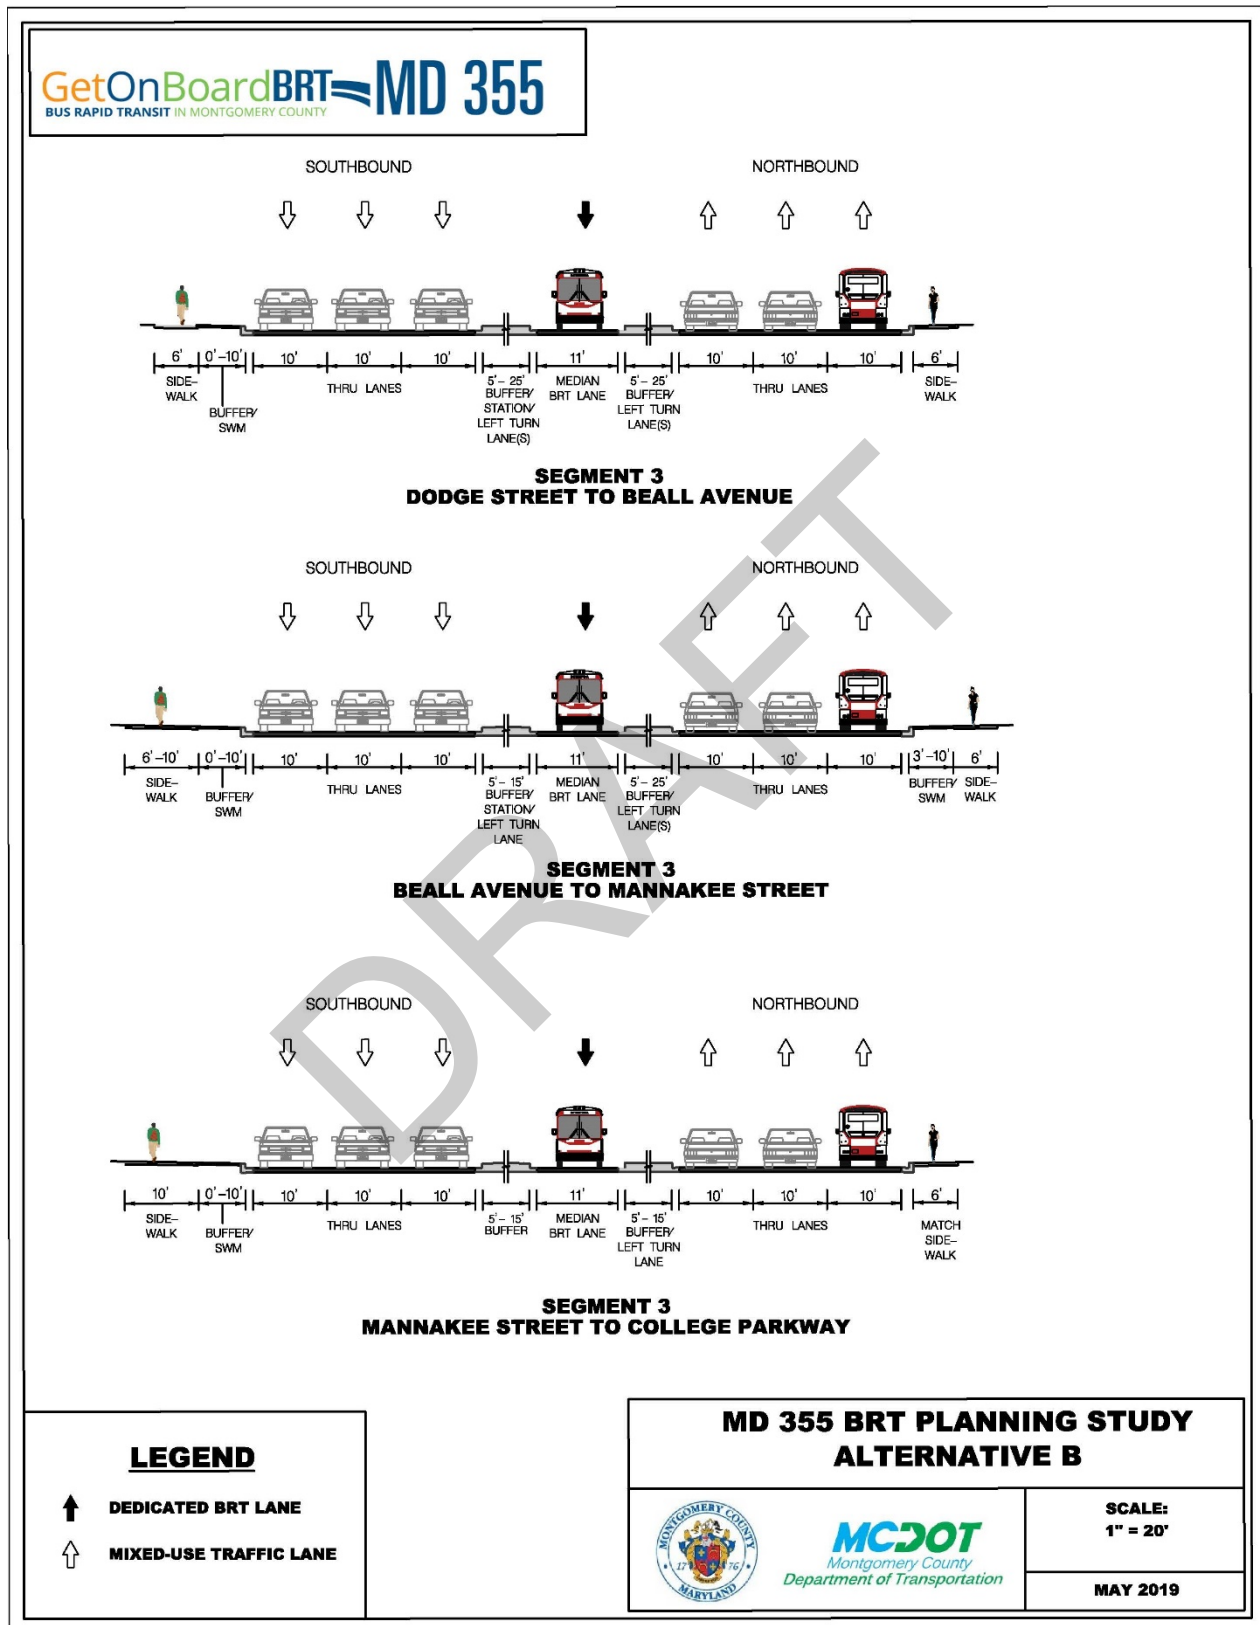 GetOnBoardBRT MD 355
BUS RAPID TRANSIT IN MONTGOMERY COUNTY
SOUTHBOUND NORTHBOUND
6' 0'-10' 10' 10' 10' 5'- 25' 11' 5'- 25' 10' 10' 10' 6'
SIDE-
WALK
BUFFER/
SWM
THRU LANES
BUFFER/
STATION/
LEFT TURN
LANE(S)
MEDIAN
BRT LANE
BUFFER/
LEFT TURN
LANE(S)
THRU LANES
SIDE-
WALK
SEGMENT 3
DODGE STREET TO BEALL AVENUE
SOUTHBOUND NORTHBOUND
6'-10' 0'-10' 10' 10' 10' 5'- 15' 11' 5'- 25' 10' 10' 10' 3'-10' 6'
SIDE-
WALK
BUFFER/
SWM
THRU LANES
BUFFER/
STATION/
LEFT TURN
LANE
MEDIAN
BRT LANE
BUFFER/
LEFT TURN
LANE(S)
THRU LANES
BUFFER/
SWM
SIDE-
WALK
SEGMENT 3
BEALL AVENUE TO MANNAKEE STREET
SOUTHBOUND NORTHBOUND
10' 0'-10' 10' 10' 10' 5'- 15' 11' 5'- 15' 10' 10' 10' 6'
SIDE-
WALK
BUFFER/
SWM
THRU LANES
BUFFER
MEDIAN
BRT LANE
BUFFER/
LEFT TURN
LANE
THRU LANES
MATCH
SIDE-
WALK
SEGMENT 3
MANNAKEE STREET TO COLLEGE PARKWAY
DRAFT
LEGEND
DEDICATED BRT LANE
MIXED-USE TRAFFIC LANE
MD 355 BRT PLANNING STUDY
ALTERNATIVE B
MONTGOMERY COUNTY
17 76
MARYLAND
MCDOT
Montgomery County
Department of Transportation
SCALE:
1" = 20'
MAY 2019